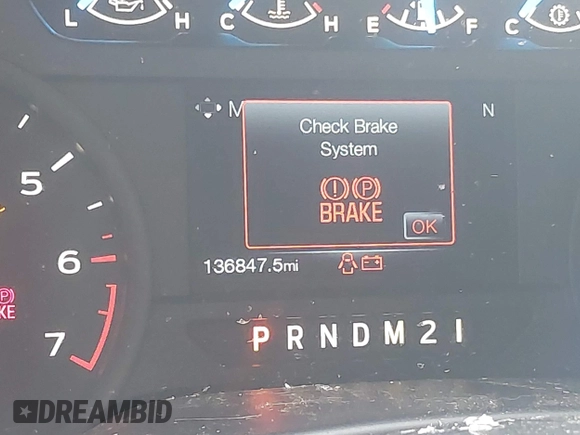 L H C H E F C
M N
Check Brake
System
(!) (P)
BRAKE
OK
5
6
7
(P)
KE
136847.5mi
P R N D M 2 1
DREAMBID